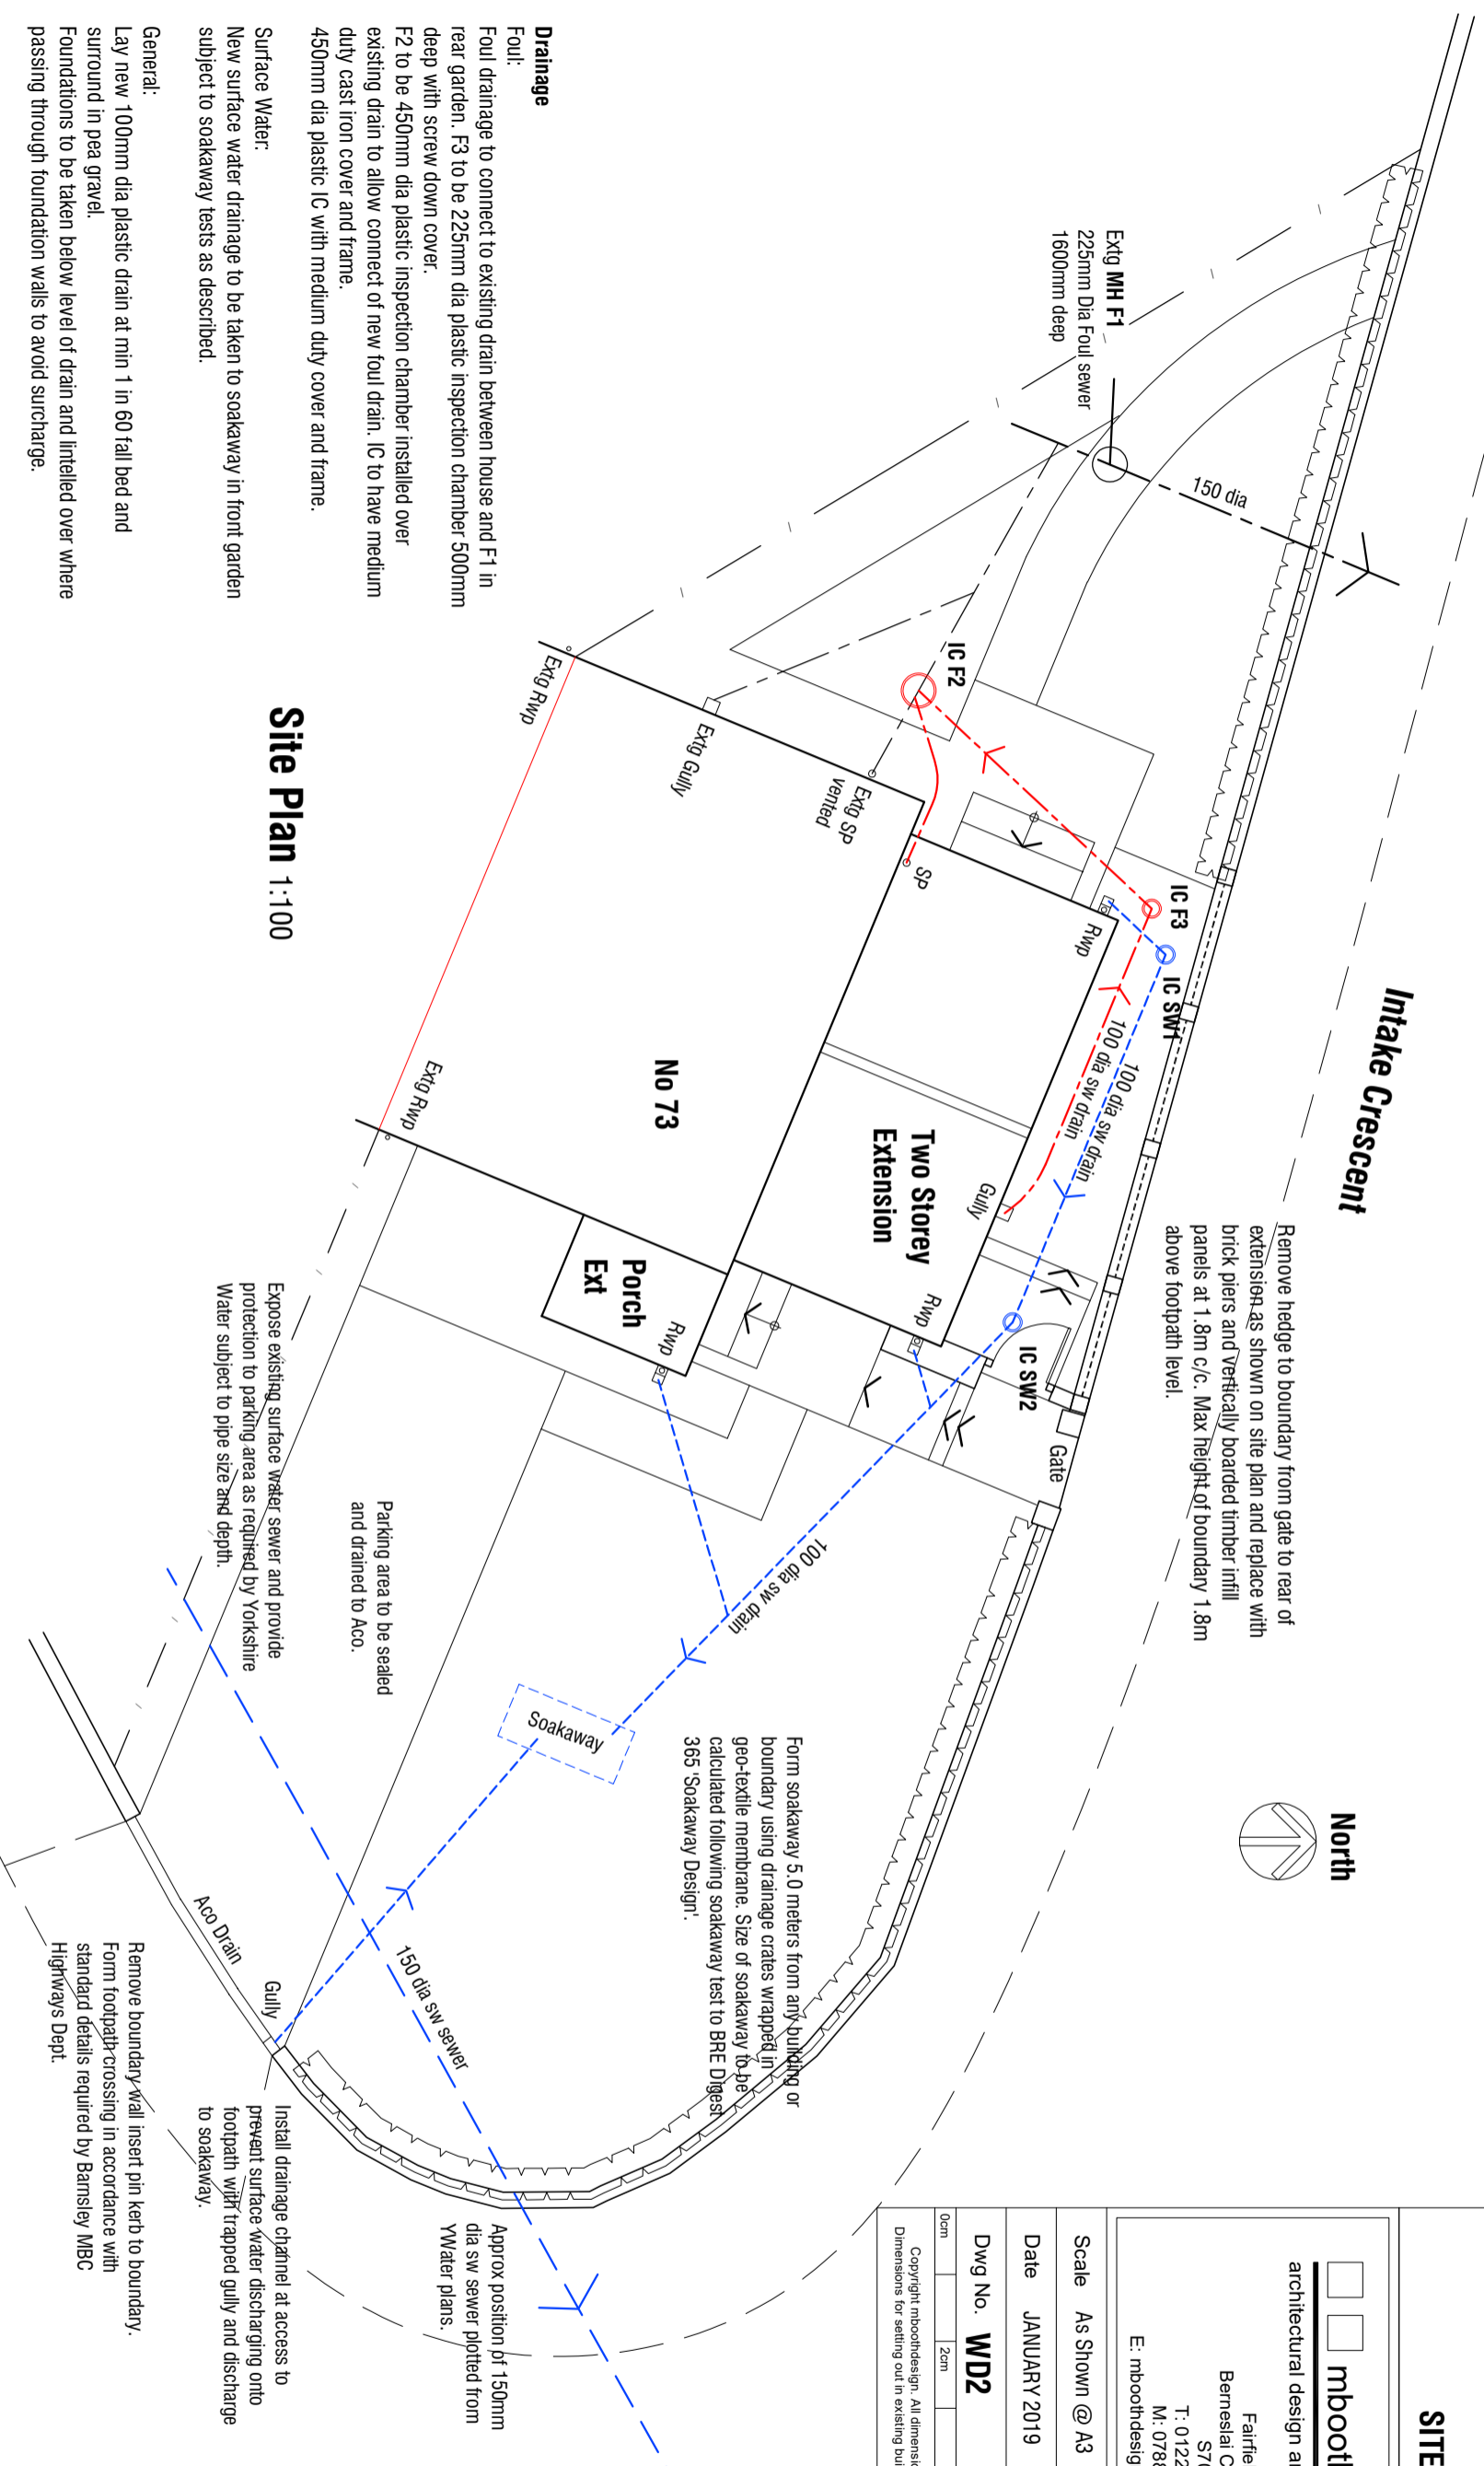 Intake Crescent
North
Extg MH F1
225mm Dia Foul sewer
1600mm deep
150 dia
IC F2
IC F3
IC SW1
100 dia sw drain
100 dia sw drain
Remove hedge to boundary from gate to rear of
extension as shown on site plan and replace with
brick piers and vertically boarded timber infill
panels at 1.8m c/c. Max height of boundary 1.8m
above footpath level.
Extg Rwp
Extg Gully
Extg SP
vented
SP
Rwp
Gully
Two Storey
Extension
No 73
Porch
Ext
Rwp
Rwp
IC SW2
Gate
Extg Rwp
100 dia sw drain
Soakaway
Form soakaway 5.0 meters from any building or
boundary using drainage crates wrapped in
geo-textile membrane. Size of soakaway to be
calculated following soakaway test to BRE Digest
365 'Soakaway Design'.
Parking area to be sealed
and drained to Aco.
Expose existing surface water sewer and provide
protection to parking area as required by Yorkshire
Water subject to pipe size and depth.
150 dia sw sewer
Aco Drain
Gully
Approx position of 150mm
dia sw sewer plotted from
YWater plans.
Install drainage channel at access to
prevent surface water discharging onto
footpath with trapped gully and discharge
to soakaway.
Remove boundary wall insert pin kerb to boundary.
Form footpath crossing in accordance with
standard details required by Barnsley MBC
Highways Dept.
Drainage
Foul:
Foul drainage to connect to existing drain between house and F1 in
rear garden. F3 to be 225mm dia plastic inspection chamber 500mm
deep with screw down cover.
F2 to be 450mm dia plastic inspection chamber installed over
existing drain to allow connect of new foul drain. IC to have medium
duty cast iron cover and frame.
450mm dia plastic IC with medium duty cover and frame.
Surface Water:
New surface water drainage to be taken to soakaway in front garden
subject to soakaway tests as described.
General:
Lay new 100mm dia plastic drain at min 1 in 60 fall bed and
surround in pea gravel.
Foundations to be taken below level of drain and lintelled over where
passing through foundation walls to avoid surcharge.
Site Plan 1:100
SITE
mbooth
architectural design
Berneslai
S70
T: 0122
M: 0788
E: mboothdesig
Scale As Shown @ A3
Date JANUARY 2019
Dwg No. WD2
0cm 2cm
Copyright mboothdesign. All
Dimensions for setting out in existing